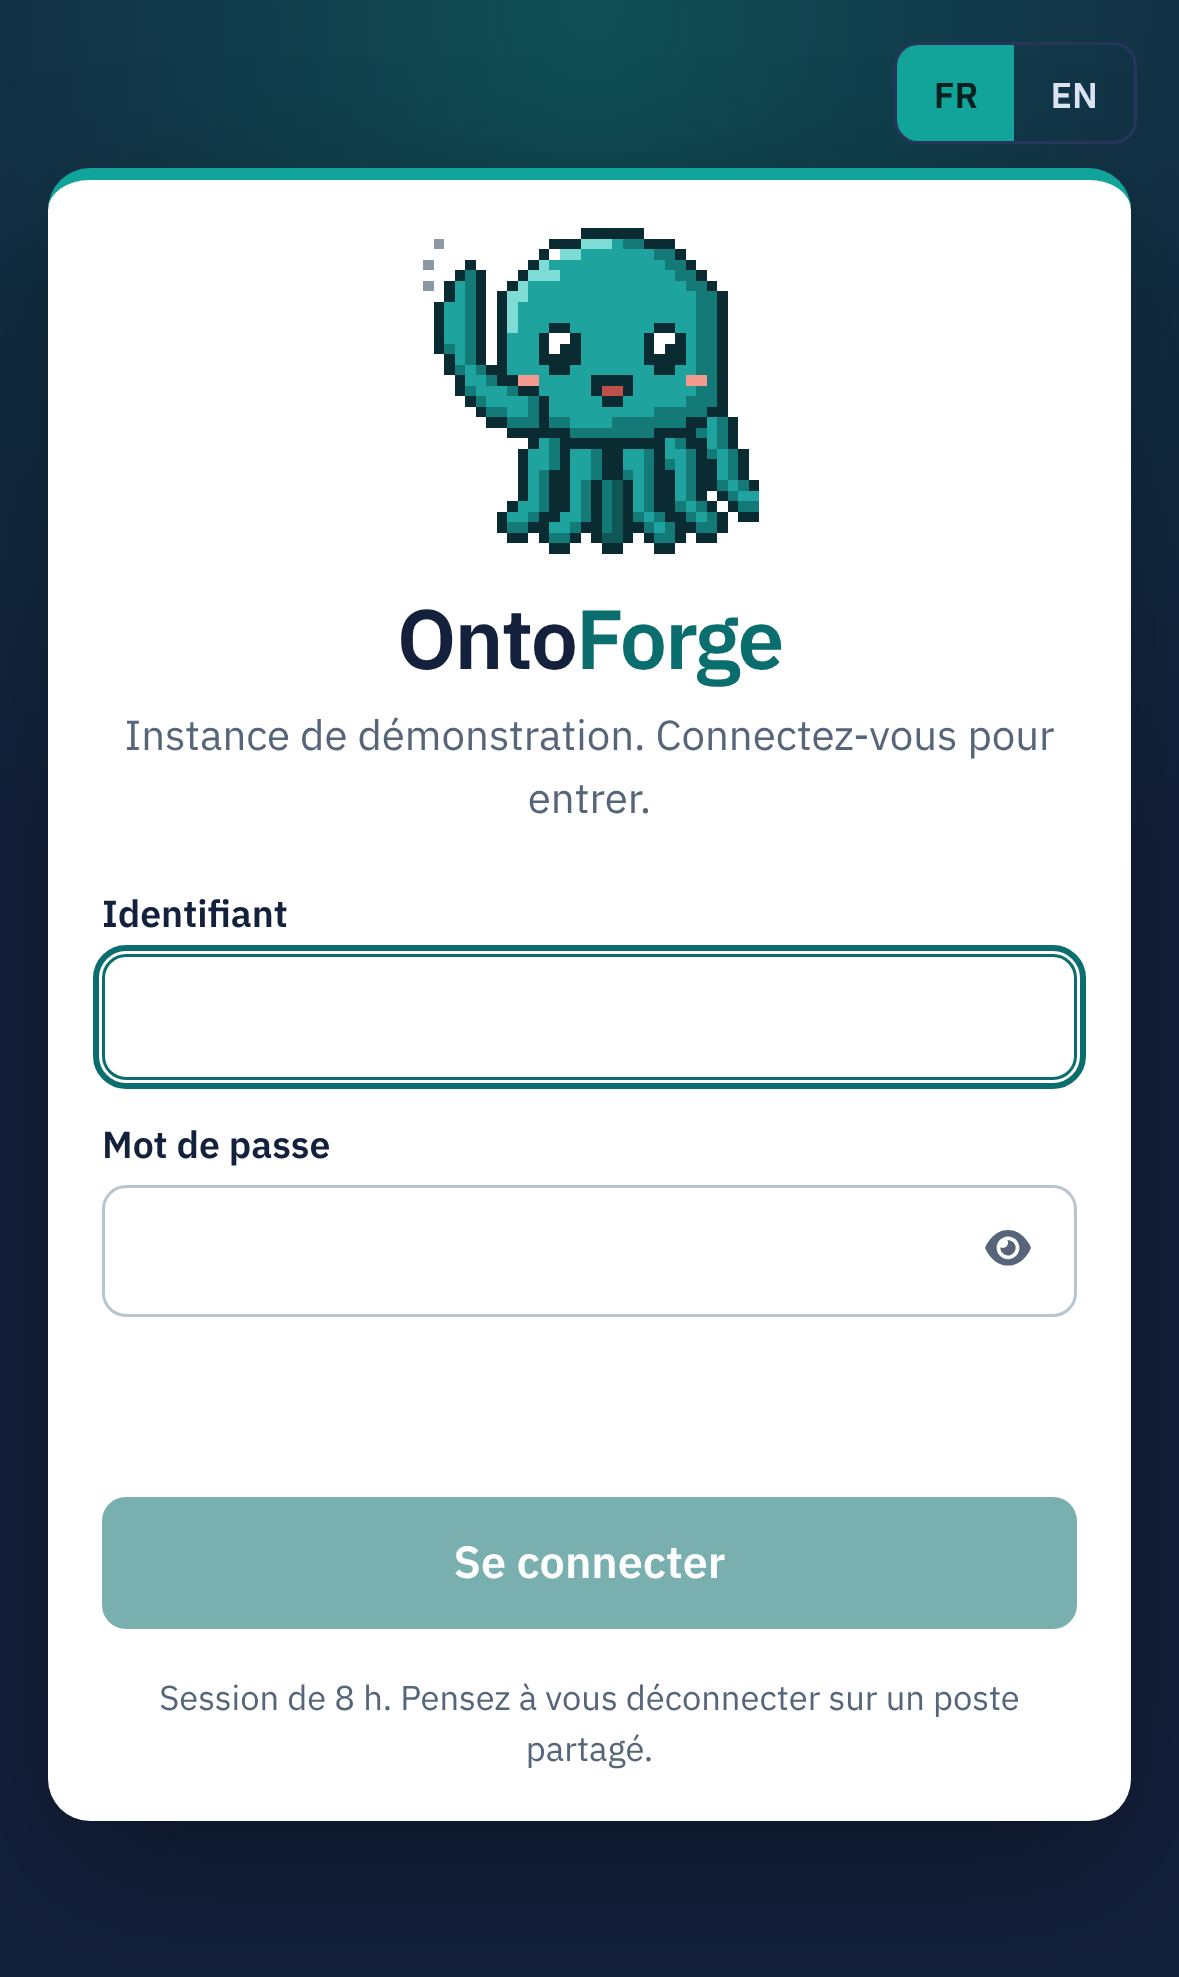 FR EN
OntoForge
Instance de démonstration. Connectez-vous pour
entrer.
Identifiant
Mot de passe
Se connecter
Session de 8 h. Pensez à vous déconnecter sur un poste
partagé.